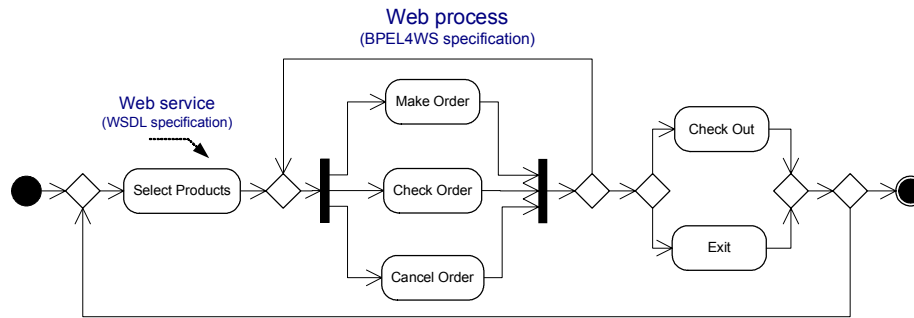 Web process
(BPEL4WS specification)
Web service
(WSDL specification)
Make Order
Check Out
Select Products
Check Order
Exit
Cancel Order